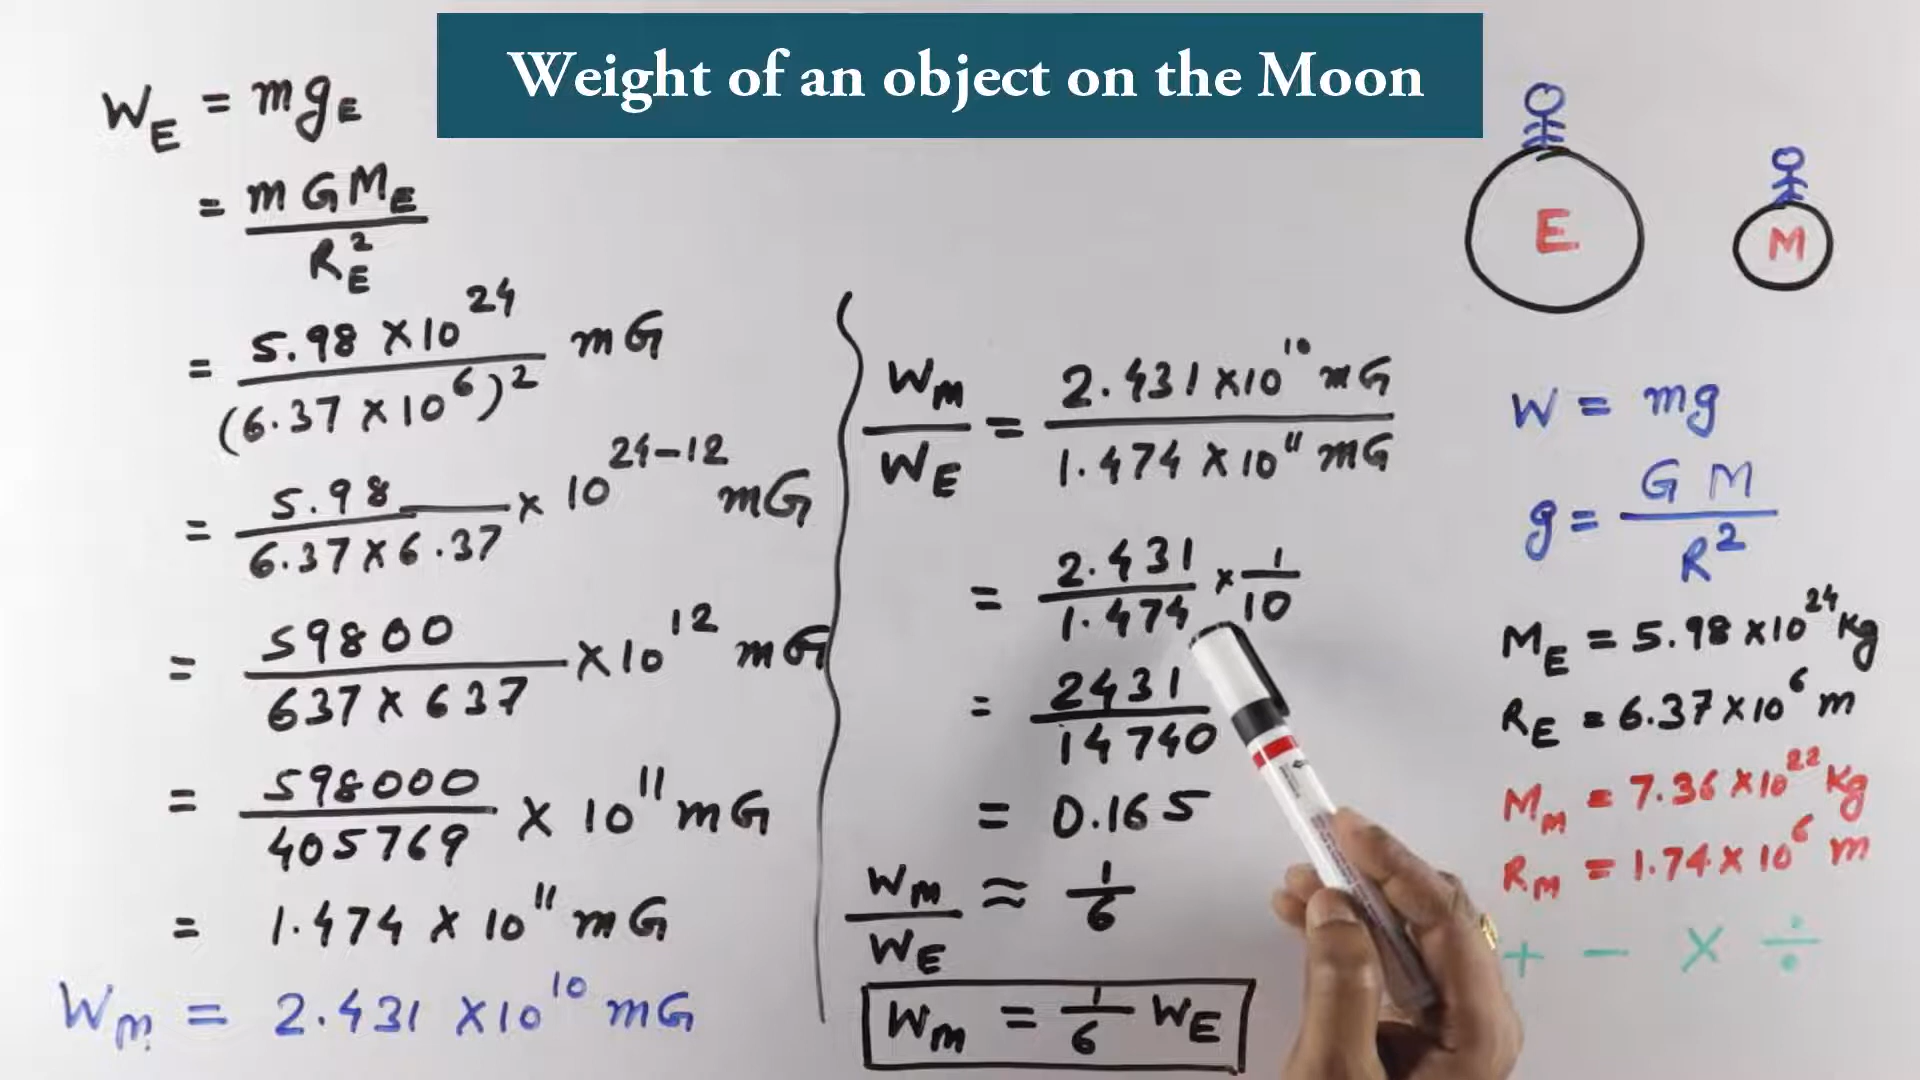 Weight of an object on the Moon
W_E = mg_E
= m G M_E / R_E^2
= 5.98 × 10^24 / (6.37 × 10^6)^2 mG
= 5.98 / 6.37 × 6.37 × 10^24-12 mG
= 59800 / 637 × 637 × 10^12 mG
= 598000 / 405769 × 10^11 mG
= 1.474 × 10^11 mG
W_m = 2.431 × 10^10 mG
W_m / W_E = 2.431 × 10^10 mG / 1.474 × 10^11 mG
= 2.431 / 1.474 × 1 / 10
= 2431 / 14740
= 0.165
W_m / W_E ≈ 1 / 6
W_m = 1 / 6 W_E
E
M
W = mg
g = G M / R^2
M_E = 5.98 × 10^24 kg
R_E = 6.37 × 10^6 m
M_m = 7.36 × 10^22 kg
R_M = 1.74 × 10^6 m
+ − × ÷